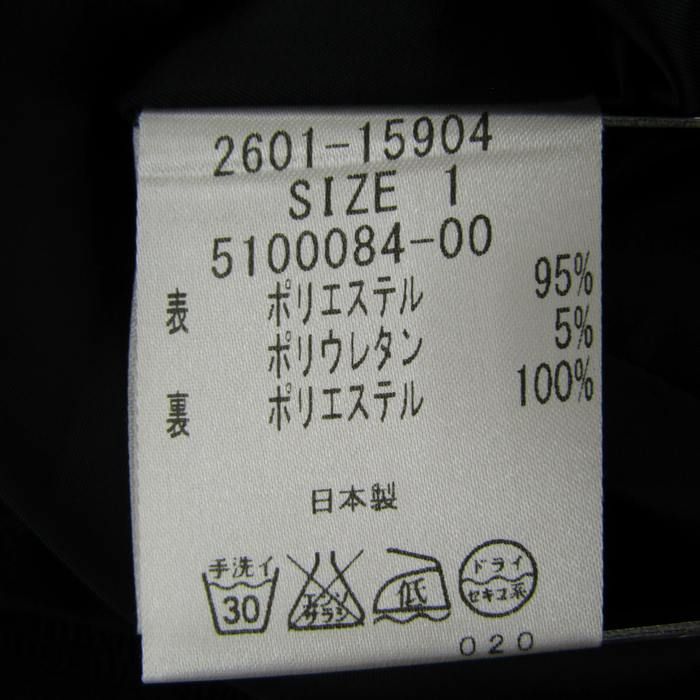 2601-15904
SIZE 1
5100084-00
表 ポリエステル 95%
ポリウレタン 5%
裏 ポリエステル 100%
日本製
手洗イ 30
エンソ サラシ
低
ドライ セキユ系
020